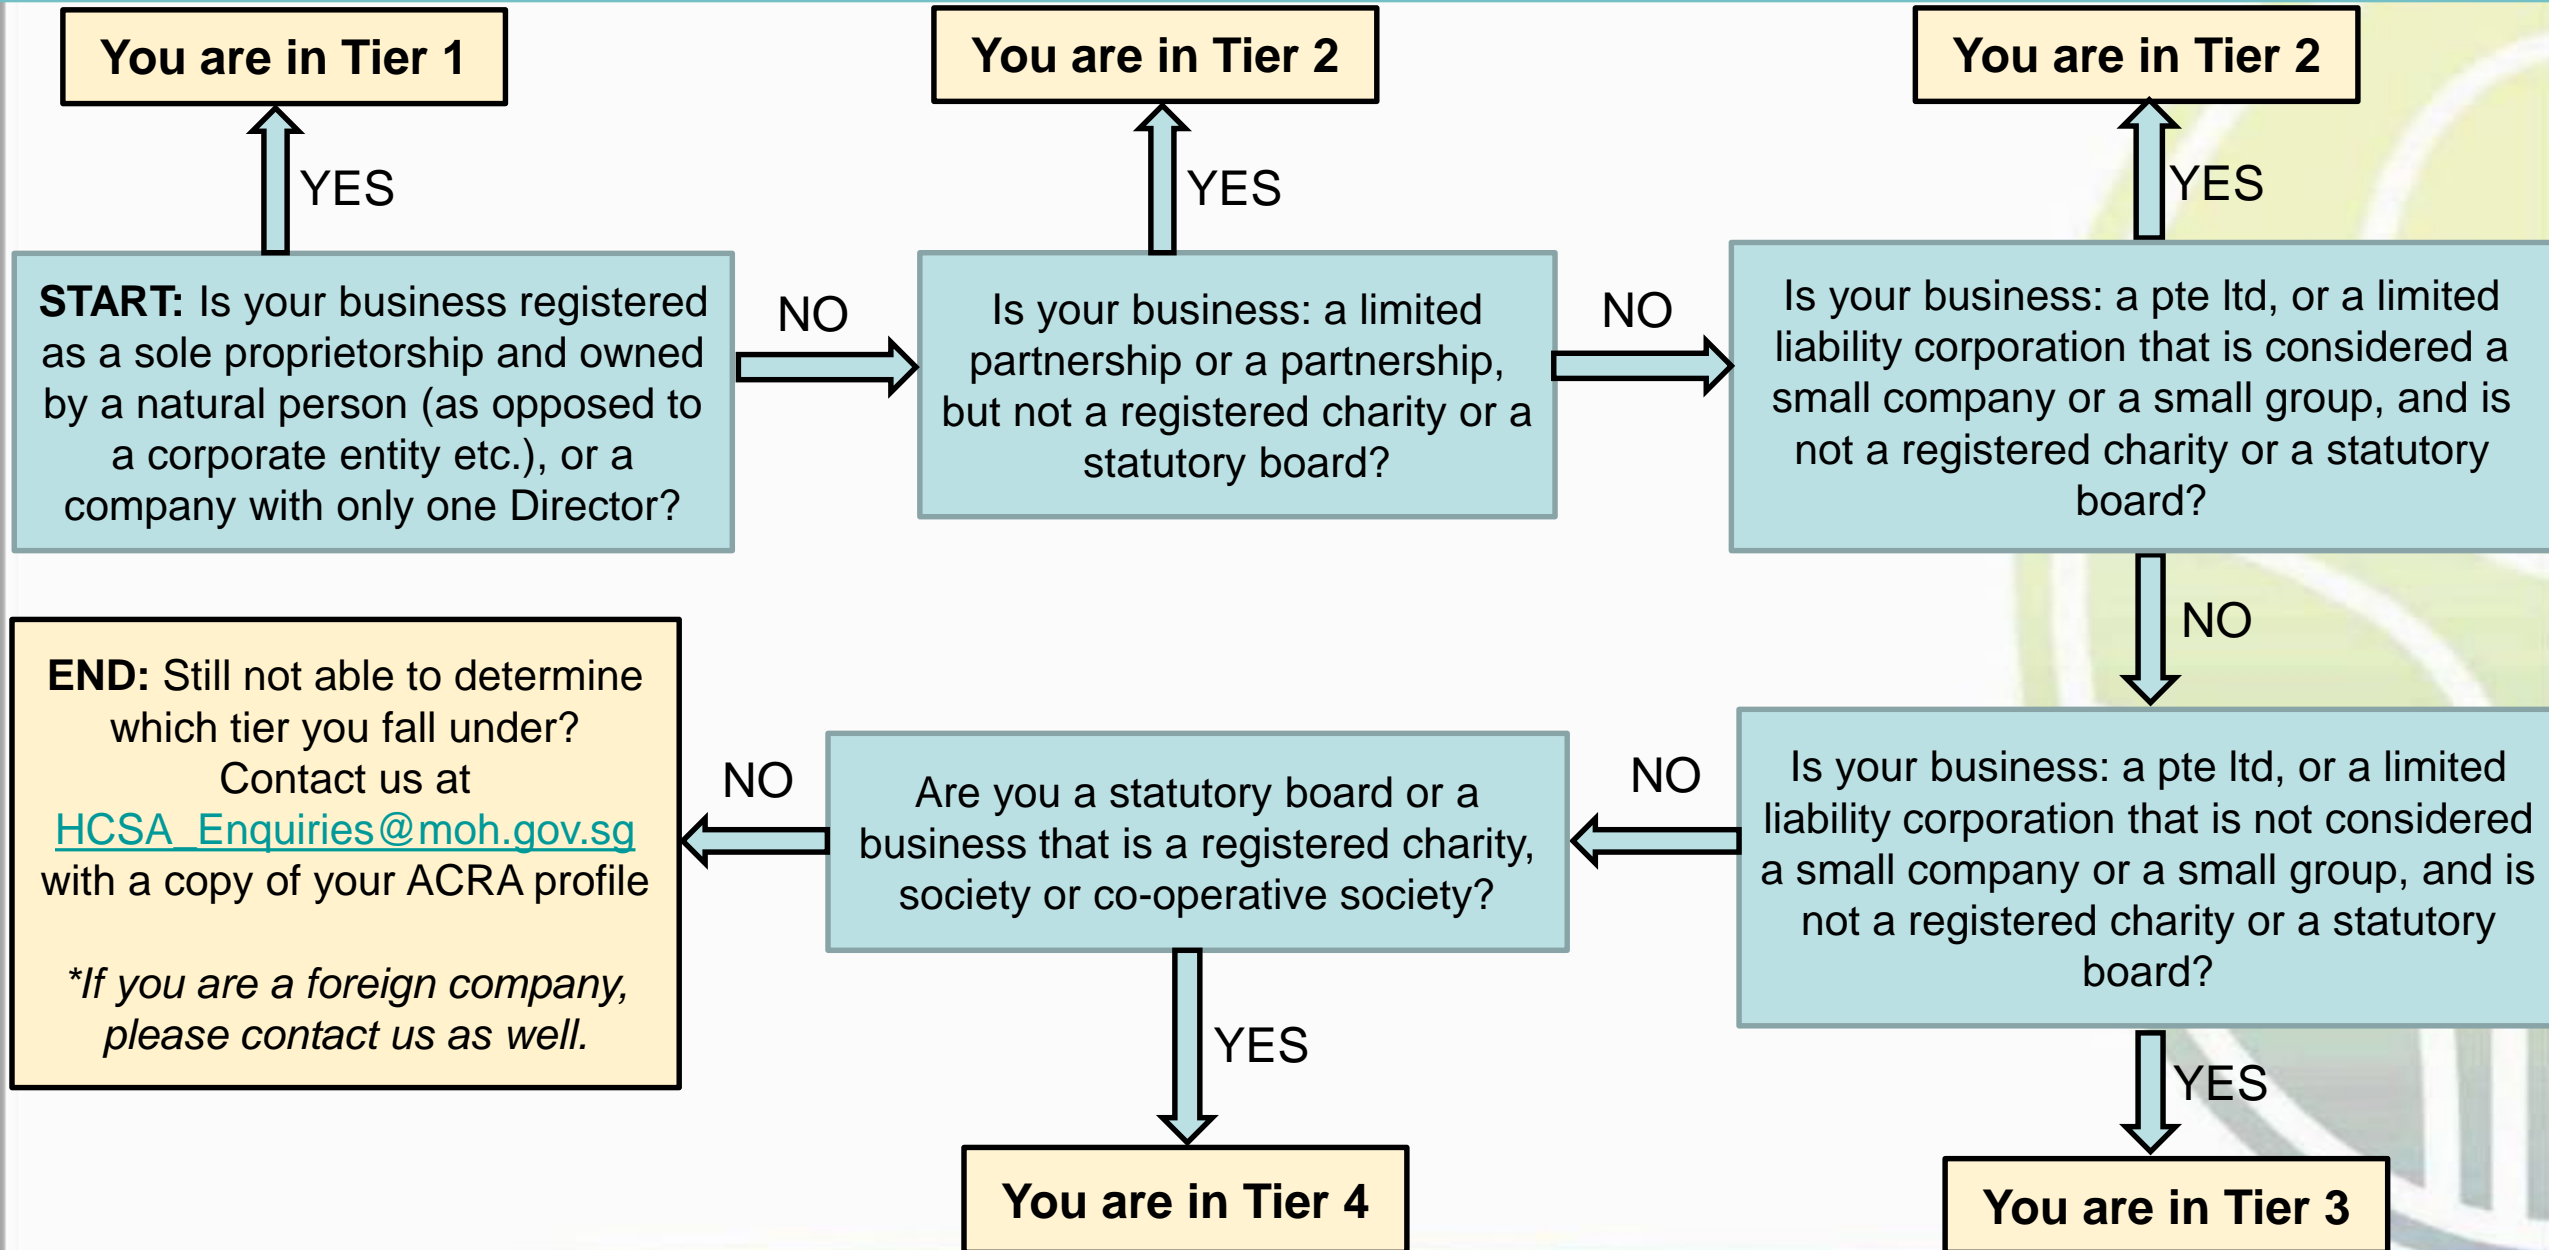 You are in Tier 1
You are in Tier 2
You are in Tier 2
YES
YES
YES
START: Is your business registered
as a sole proprietorship and owned
by a natural person (as opposed to
a corporate entity etc.), or a
company with only one Director?
NO
Is your business: a limited
partnership or a partnership,
but not a registered charity or a
statutory board?
NO
Is your business: a pte ltd, or a limited
liability corporation that is considered a
small company or a small group, and is
not a registered charity or a statutory
board?
NO
Is your business: a pte ltd, or a limited
liability corporation that is not considered
a small company or a small group, and is
not a registered charity or a statutory
board?
YES
You are in Tier 3
NO
Are you a statutory board or a
business that is a registered charity,
society or co-operative society?
YES
You are in Tier 4
NO
END: Still not able to determine
which tier you fall under?
Contact us at
HCSA_Enquiries@moh.gov.sg
with a copy of your ACRA profile
*If you are a foreign company,
please contact us as well.